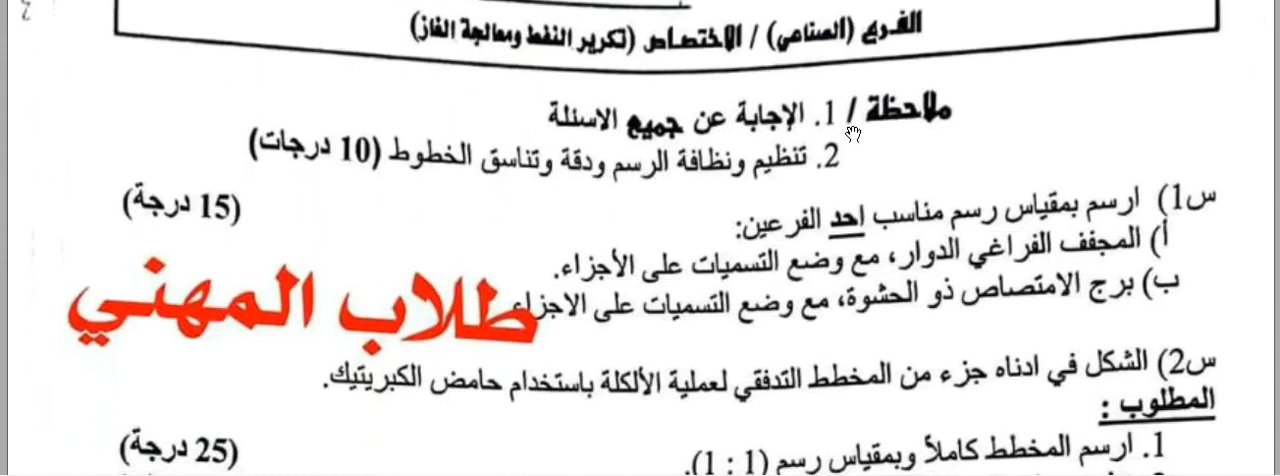 الفرع (الصناعي) / الاختصاص (تكرير النفط ومعالجة الغاز)
ملاحظة / 1. الإجابة عن جميع الاسئلة
2. تنظيم ونظافة الرسم ودقة وتناسق الخطوط (10 درجات)
س1) ارسم بمقياس رسم مناسب احد الفرعين: (15 درجة)
أ) المجفف الفراغي الدوار، مع وضع التسميات على الأجزاء.
ب) برج الامتصاص ذو الحشوة، مع وضع التسميات على الاجزاء
طلاب المهني
س2) الشكل في ادناه جزء من المخطط التدفقي لعملية الألكلة باستخدام حامض الكبريتيك.
المطلوب :
1. ارسم المخطط كاملاً وبمقياس رسم (1 : 1). (25 درجة)